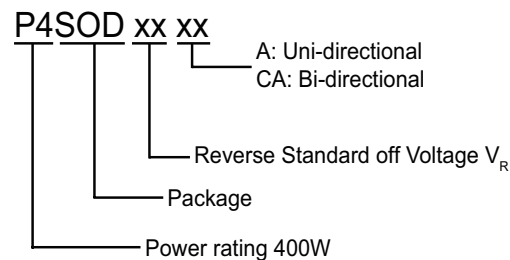 P4SOD xx xx
A: Uni-directional
CA: Bi-directional
Reverse Standard off Voltage VR
Package
Power rating 400W